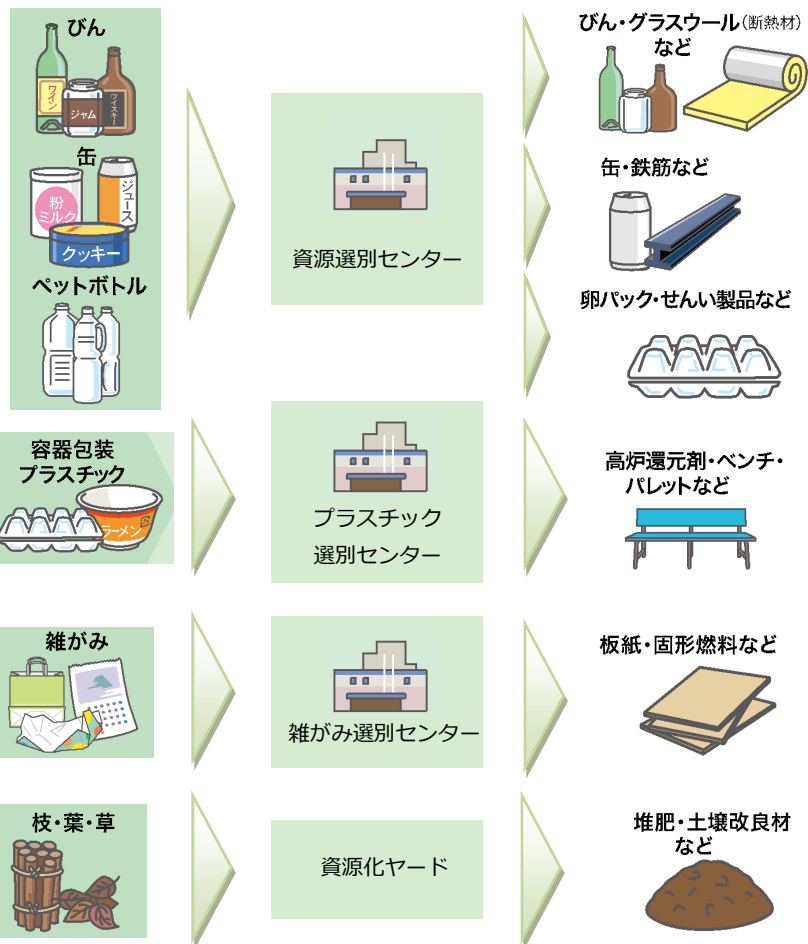 びん
ワイン
ジャム
ウイスキー
缶
粉
ミルク
ジュース
クッキー
ペットボトル
資源選別センター
びん・グラスウール(断熱材)
など
缶・鉄筋など
卵パック・せんい製品など
容器包装
プラスチック
ラーメン
プラスチック
選別センター
高炉還元剤・ベンチ・
パレットなど
雑がみ
雑がみ選別センター
板紙・固形燃料など
枝・葉・草
資源化ヤード
堆肥・土壌改良材
など